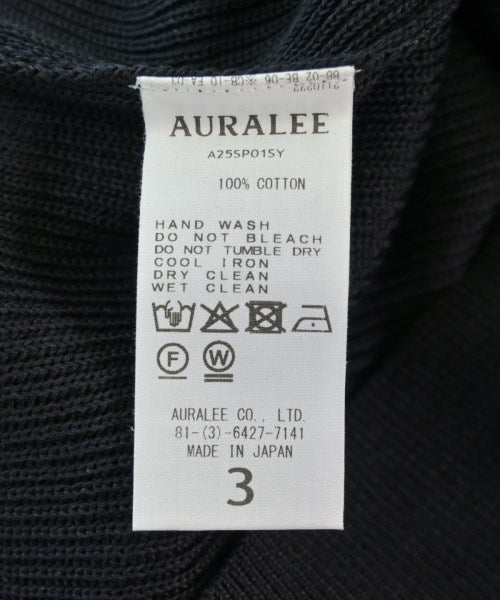 AURALEE
A25SP01SY
100% COTTON
HAND WASH
DO NOT BLEACH
DO NOT TUMBLE DRY
COOL IRON
DRY CLEAN
WET CLEAN
F W
AURALEE CO., LTD.
81-(3)-6427-7141
MADE IN JAPAN
3